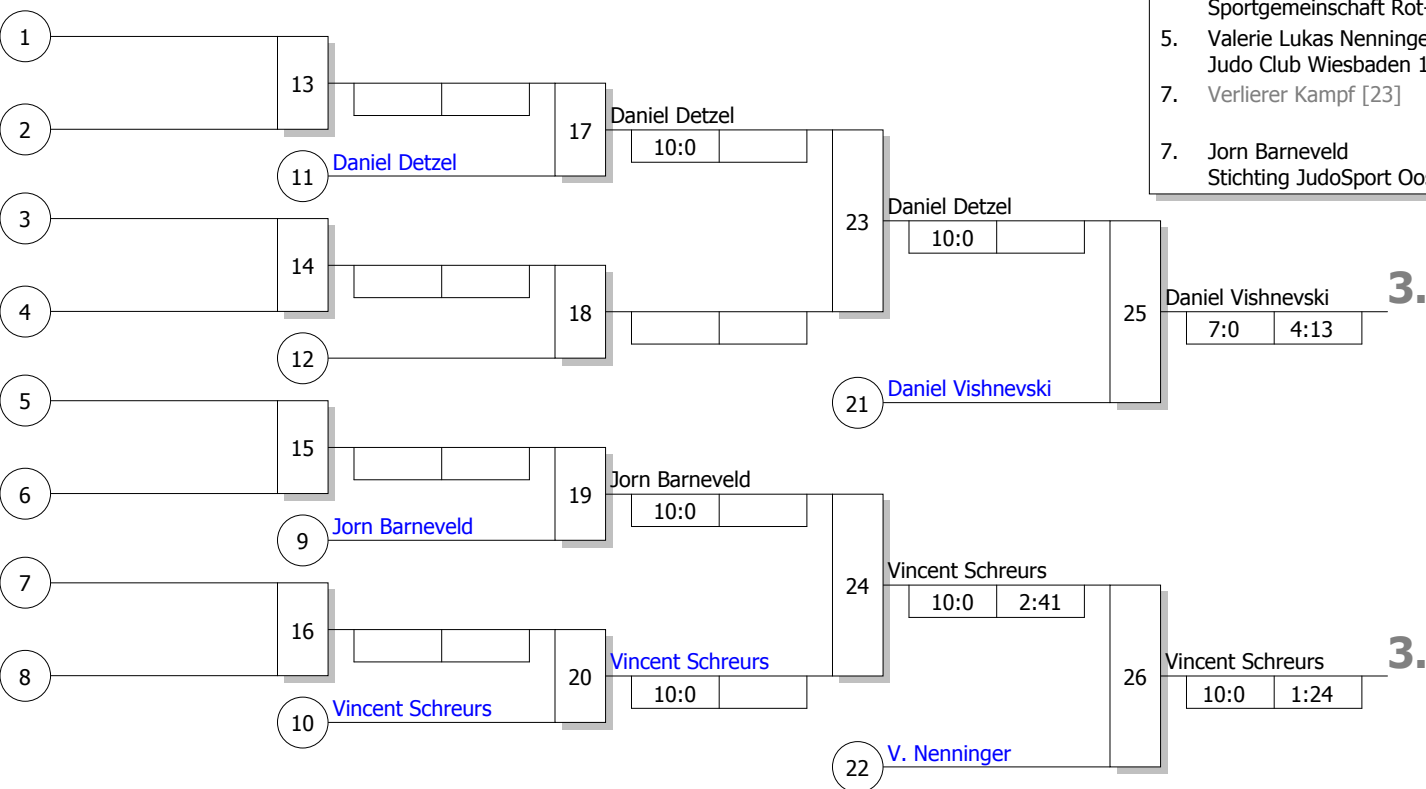 Sportgemeinschaft Rot-
5. Valerie Lukas Nenninge
Judo Club Wiesbaden 1
7. Verlierer Kampf [23]
7. Jorn Barneveld
Stichting JudoSport Oos
1
13
2
17
Daniel Detzel
10:0
11
Daniel Detzel
3
14
4
18
12
23
Daniel Detzel
10:0
25
Daniel Vishnevski
7:0 4:13
3.
21
Daniel Vishnevski
5
15
6
19
Jorn Barneveld
10:0
9
Jorn Barneveld
7
16
8
20
Vincent Schreurs
10:0
10
Vincent Schreurs
24
Vincent Schreurs
10:0 2:41
26
Vincent Schreurs
10:0 1:24
3.
22
V. Nenninger